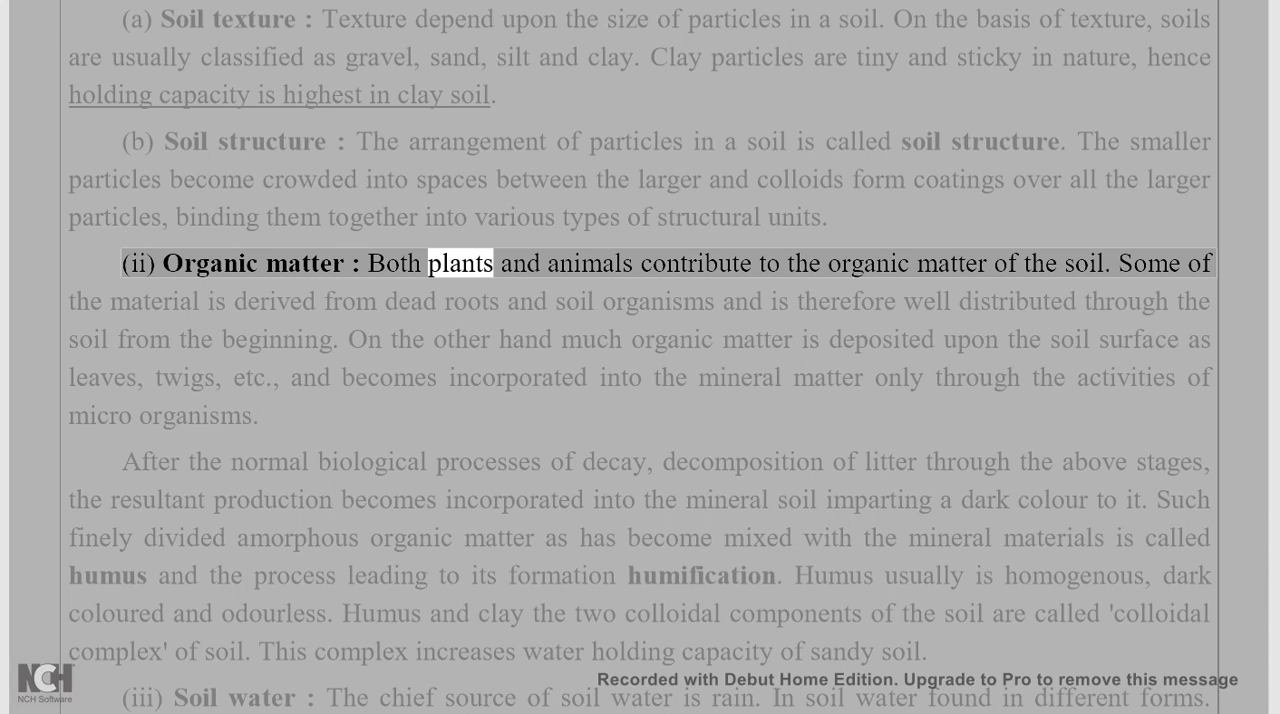 (a) Soil texture : Texture depend upon the size of particles in a soil. On the basis of texture, soils
are usually classified as gravel, sand, silt and clay. Clay particles are tiny and sticky in nature, hence
holding capacity is highest in clay soil.
(b) Soil structure : The arrangement of particles in a soil is called soil structure. The smaller
particles become crowded into spaces between the larger and colloids form coatings over all the larger
particles, binding them together into various types of structural units.
(ii) Organic matter : Both plants and animals contribute to the organic matter of the soil. Some of
the material is derived from dead roots and soil organisms and is therefore well distributed through the
soil from the beginning. On the other hand much organic matter is deposited upon the soil surface as
leaves, twigs, etc., and becomes incorporated into the mineral matter only through the activities of
micro organisms.
After the normal biological processes of decay, decomposition of litter through the above stages,
the resultant production becomes incorporated into the mineral soil imparting a dark colour to it. Such
finely divided amorphous organic matter as has become mixed with the mineral materials is called
humus and the process leading to its formation humification. Humus usually is homogenous, dark
coloured and odourless. Humus and clay the two colloidal components of the soil are called 'colloidal
complex' of soil. This complex increases water holding capacity of sandy soil.
(iii) Soil water : The chief source of soil water is rain. In soil water found in different forms.
NCH
NCH Software
Recorded with Debut Home Edition. Upgrade to Pro to remove this message